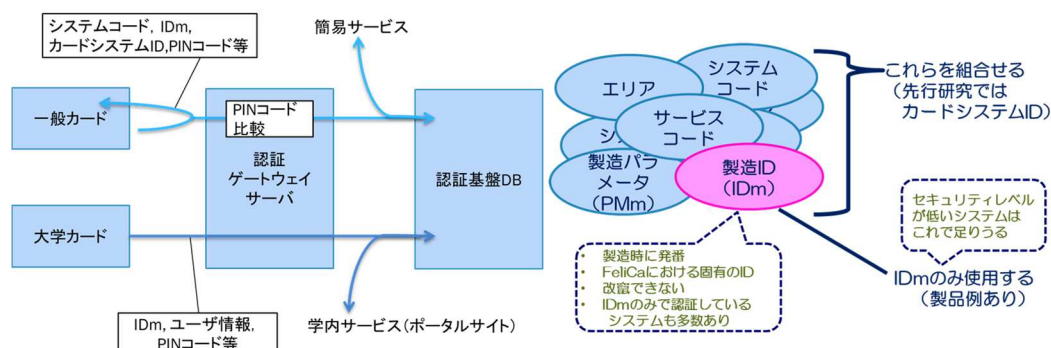 システムコード, IDm,
カードシステムID,PINコード等
簡易サービス
一般カード
PINコード
比較
認証
ゲートウェイ
サーバ
認証基盤DB
大学カード
IDm, ユーザ情報,
PINコード等
学内サービス(ポータルサイト)
エリア
システム
コード
サービス
コード
シス
製造パラ
メータ
(PMm)
製造ID
(IDm)
これらを組合せる
(先行研究では
カードシステムID)
セキュリティレベル
が低いシステムは
これで足りうる
IDmのみ使用する
(製品例あり)
• 製造時に発番
• FeliCaにおける固有のID
• 改竄できない
• IDmのみで認証している
システムも多数あり